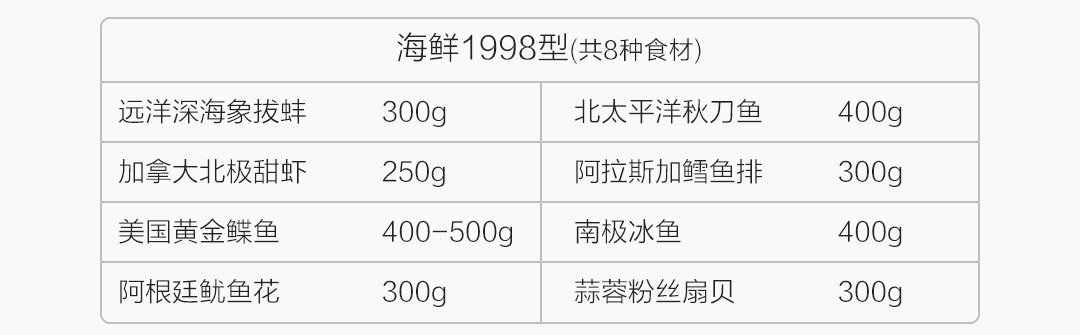 海鲜1998型(共8种食材)
远洋深海象拔蚌 300g 北太平洋秋刀鱼 400g
加拿大北极甜虾 250g 阿拉斯加鳕鱼排 300g
美国黄金鲽鱼 400-500g 南极冰鱼 400g
阿根廷鱿鱼花 300g 蒜蓉粉丝扇贝 300g